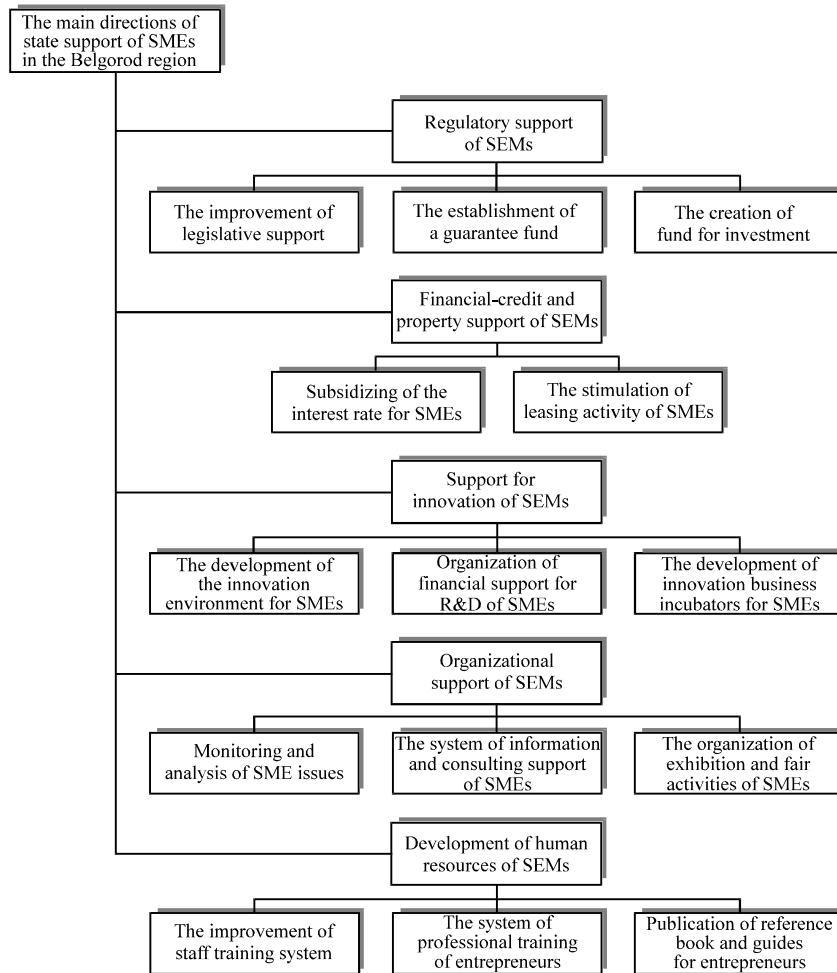 The main directions of
state support of SMEs
in the Belgorod region
Regulatory support
of SEMs
The improvement of
legislative support
The establishment of
a guarantee fund
The creation of
fund for investment
Financial-credit and
property support of SEMs
Subsidizing of the
interest rate for SMEs
The stimulation of
leasing activity of SMEs
Support for
innovation of SEMs
The development of
the innovation
environment for SMEs
Organization of
financial support for
R&D of SMEs
The development of
innovation business
incubators for SMEs
Organizational
support of SEMs
Monitoring and
analysis of SME issues
The system of information
and consulting support
of SMEs
The organization of
exhibition and fair
activities of SMEs
Development of human
resources of SEMs
The improvement of
staff training system
The system of
professional training
of entrepreneurs
Publication of reference
book and guides
for entrepreneurs